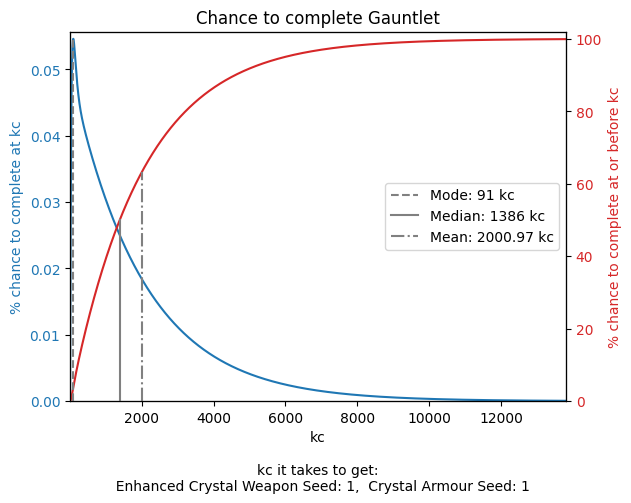 Chance to complete Gauntlet
% chance to complete at kc
0.05
0.04
0.03
0.02
0.01
0.00
100
80
60
40
20
0
% chance to complete at or before kc
Mode: 91 kc
Median: 1386 kc
Mean: 2000.97 kc
2000 4000 6000 8000 10000 12000
kc
kc it takes to get:
Enhanced Crystal Weapon Seed: 1, Crystal Armour Seed: 1